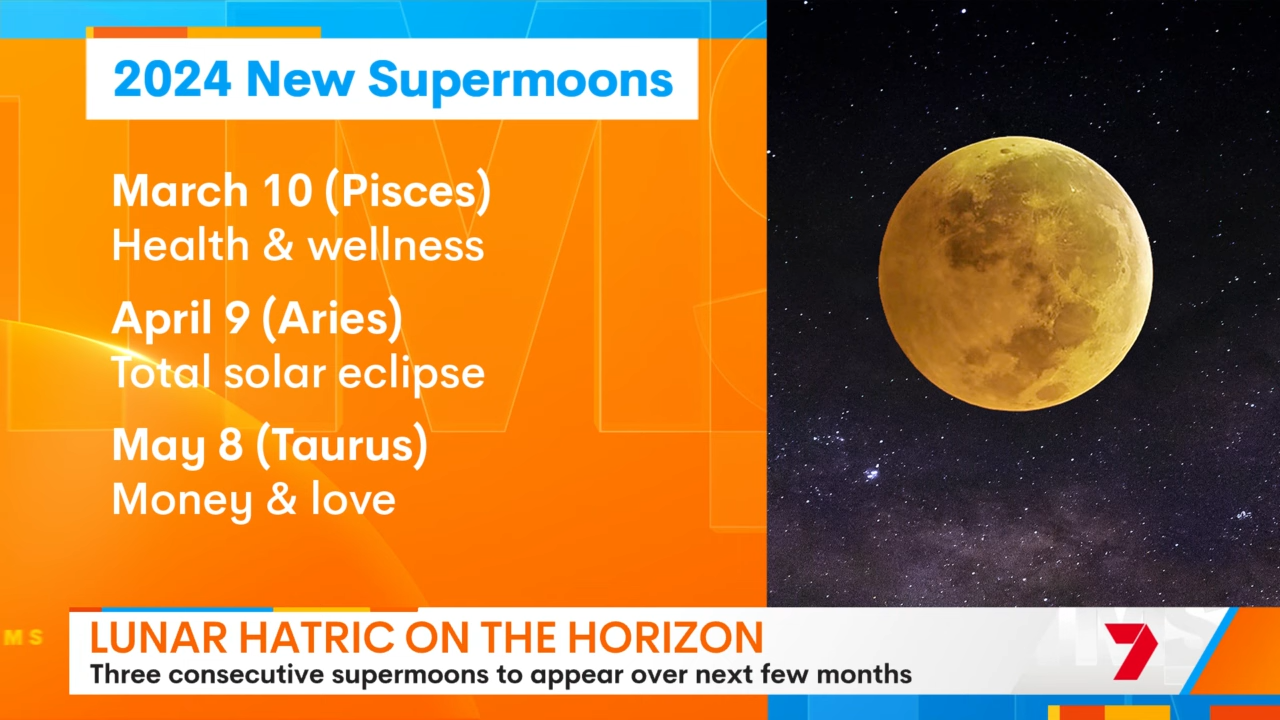 2024 New Supermoons
March 10 (Pisces)
Health & wellness
April 9 (Aries)
Total solar eclipse
May 8 (Taurus)
Money & love
MS
LUNAR HATRIC ON THE HORIZON
Three consecutive supermoons to appear over next few months
7